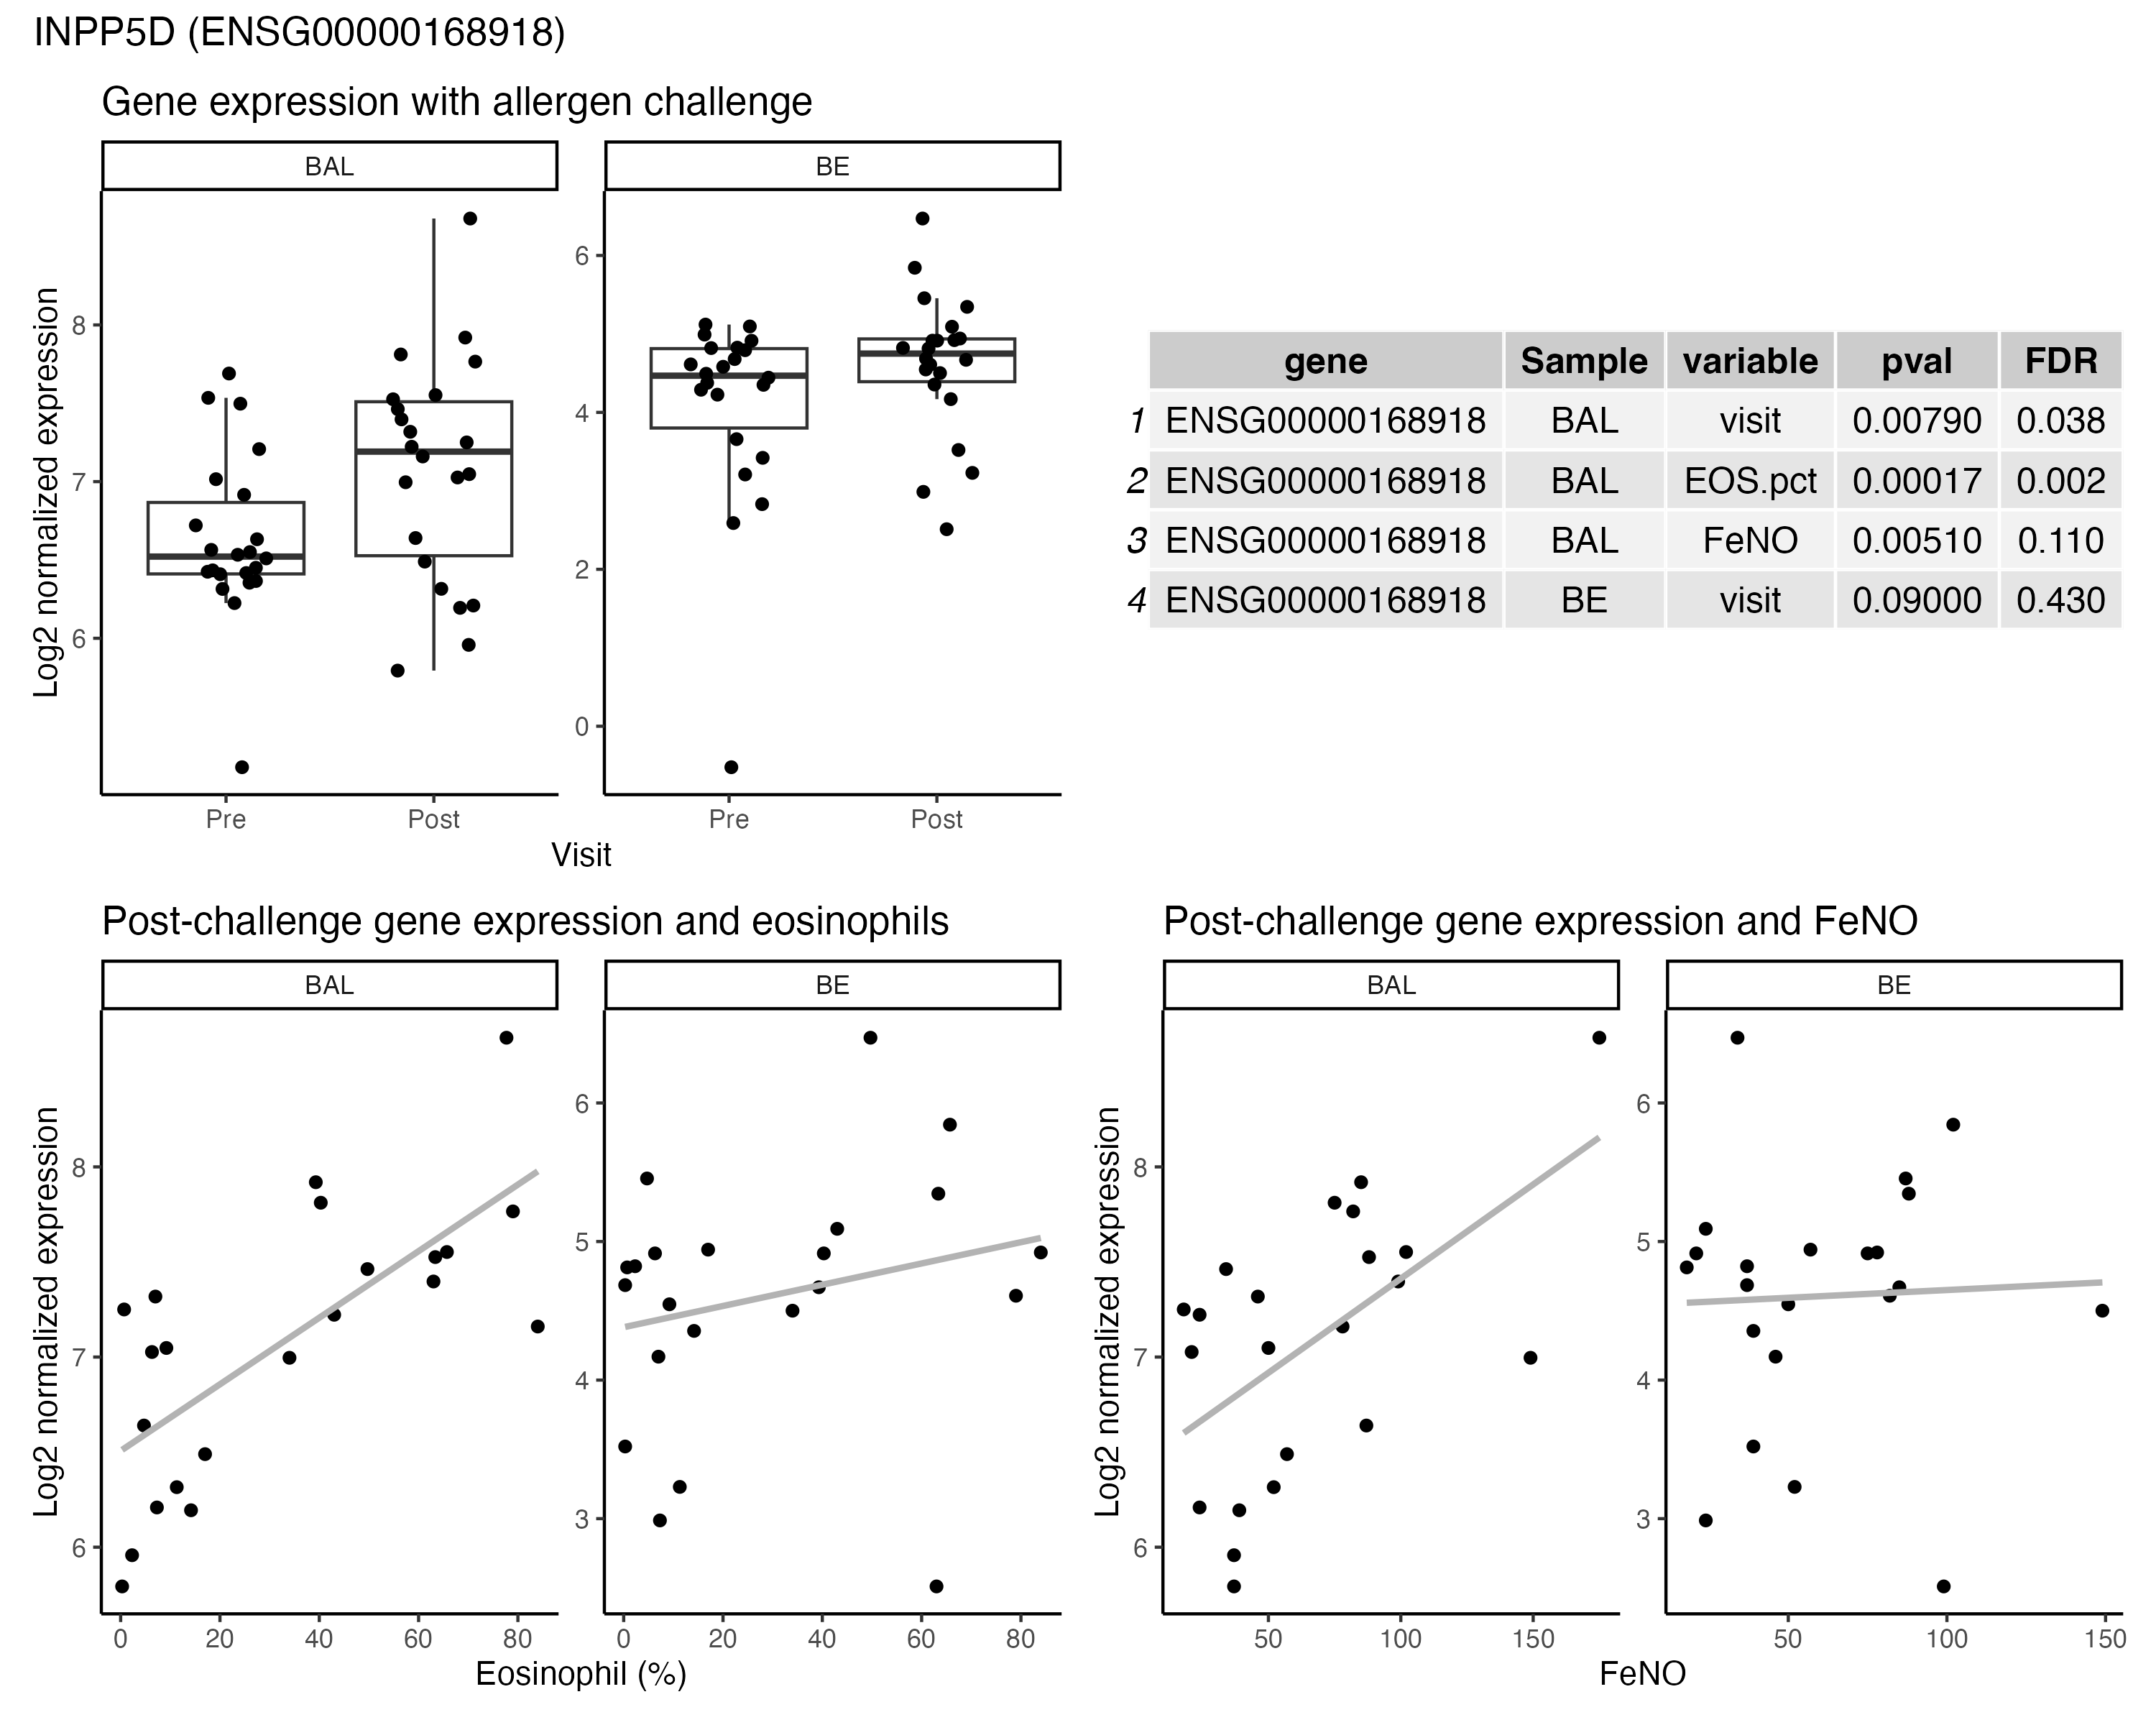 INPP5D (ENSG00000168918)
Gene expression with allergen challenge
BAL BE
Log2 normalized expression
8
7
6
6
4
2
0
Pre Post Pre Post
Visit
gene Sample variable pval FDR
1 ENSG00000168918 BAL visit 0.00790 0.038
2 ENSG00000168918 BAL EOS.pct 0.00017 0.002
3 ENSG00000168918 BAL FeNO 0.00510 0.110
4 ENSG00000168918 BE visit 0.09000 0.430
Post-challenge gene expression and eosinophils
BAL BE
Log2 normalized expression
8
7
6
6
5
4
3
0 20 40 60 80 0 20 40 60 80
Eosinophil (%)
Post-challenge gene expression and FeNO
BAL BE
Log2 normalized expression
8
7
6
6
5
4
3
50 100 150 50 100 150
FeNO